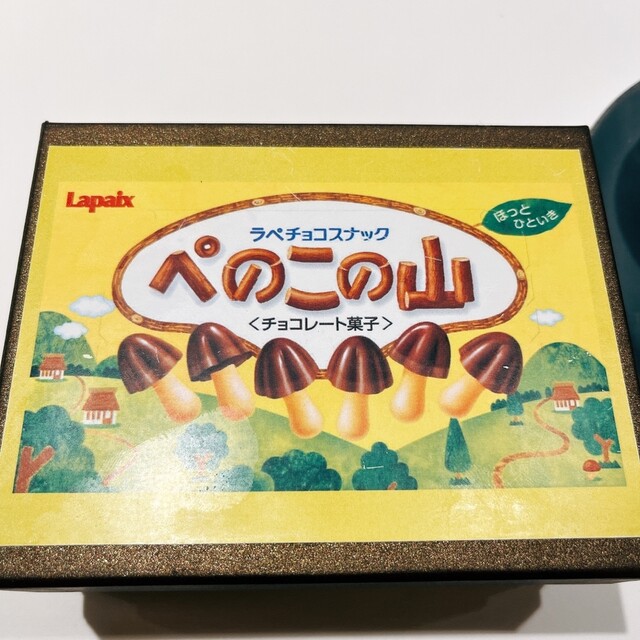 Lapaix
ほっと
ひといき
ラペチョコスナック
ぺのこの山
〈チョコレート菓子〉